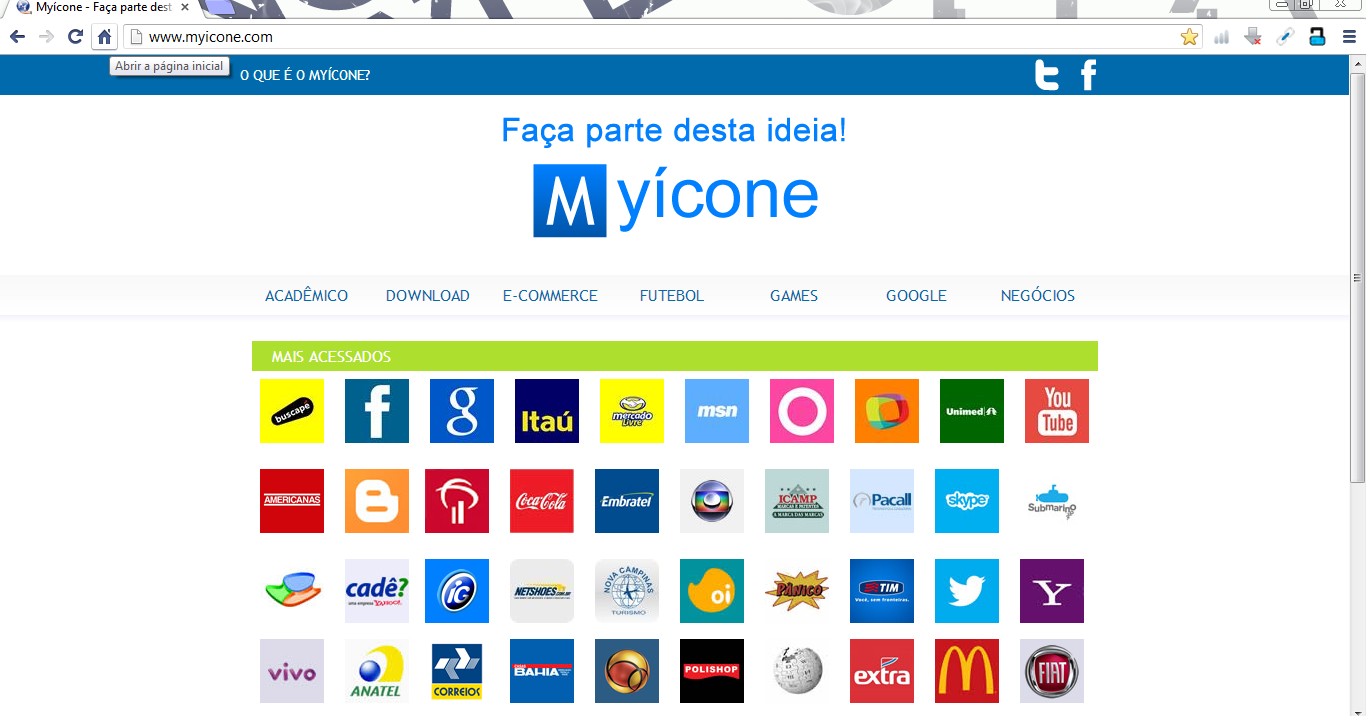 Myícone - Faça parte dest
www.myicone.com
Abrir a página inicial
O QUE É O MYÍCONE?
Faça parte desta ideia!
Myícone
ACADÊMICO DOWNLOAD E-COMMERCE FUTEBOL GAMES GOOGLE NEGÓCIOS
MAIS ACESSADOS
buscapé
f
g
Itaú
mercado
livre
msn
Unimed
You
Tube
AMERICANAS
B
Coca-Cola
Embratel
ICAMP
MARCAS E PATENTES
A MARCA DAS MARCAS
Pacall
skype
Submarino
cadê?
uma empresa YAHOO!
iG
NETSHOES.com.br
NOVA CAMPINAS
TURISMO
oi
PÂNICO
TIM
Você, sem fronteiras.
Y
vivo
ANATEL
CORREIOS
CASAS
BAHIA
POLISHOP
extra
M
FIAT